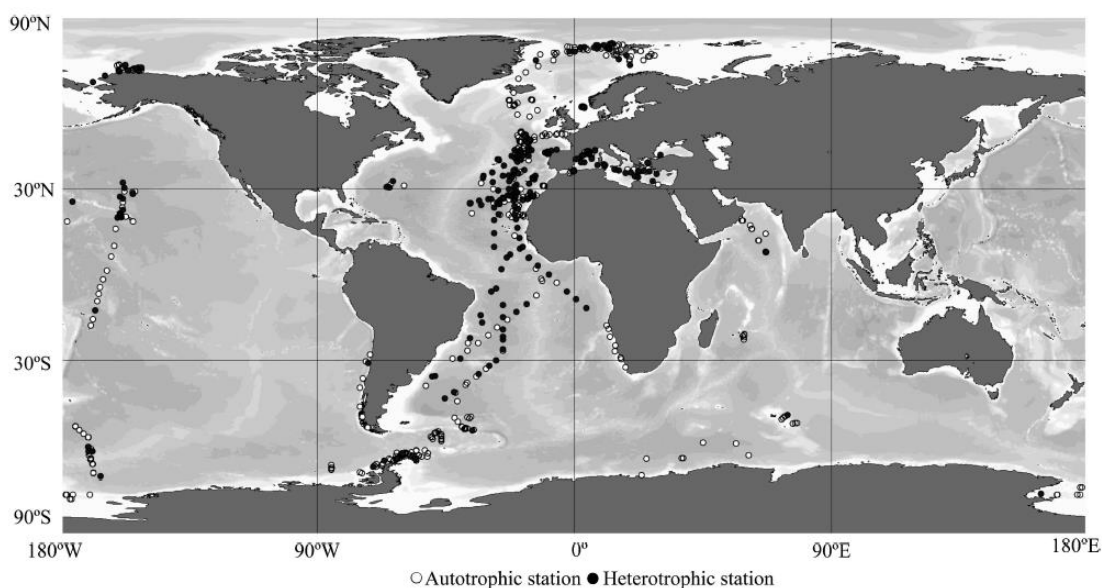 90ºN
30ºN
30ºS
90ºS
180ºW 90ºW 0º 90ºE 180ºE
Autotrophic station Heterotrophic station